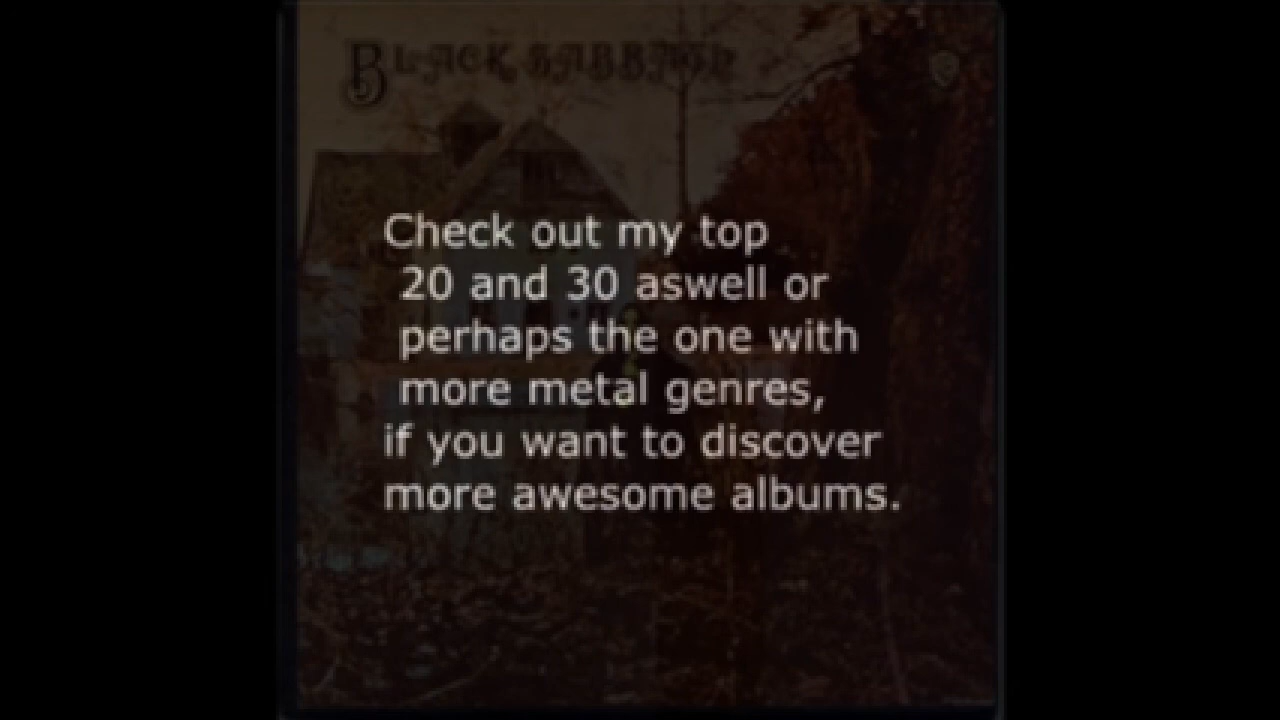 BLACK SABBATH
Check out my top
20 and 30 aswell or
perhaps the one with
more metal genres,
if you want to discover
more awesome albums.